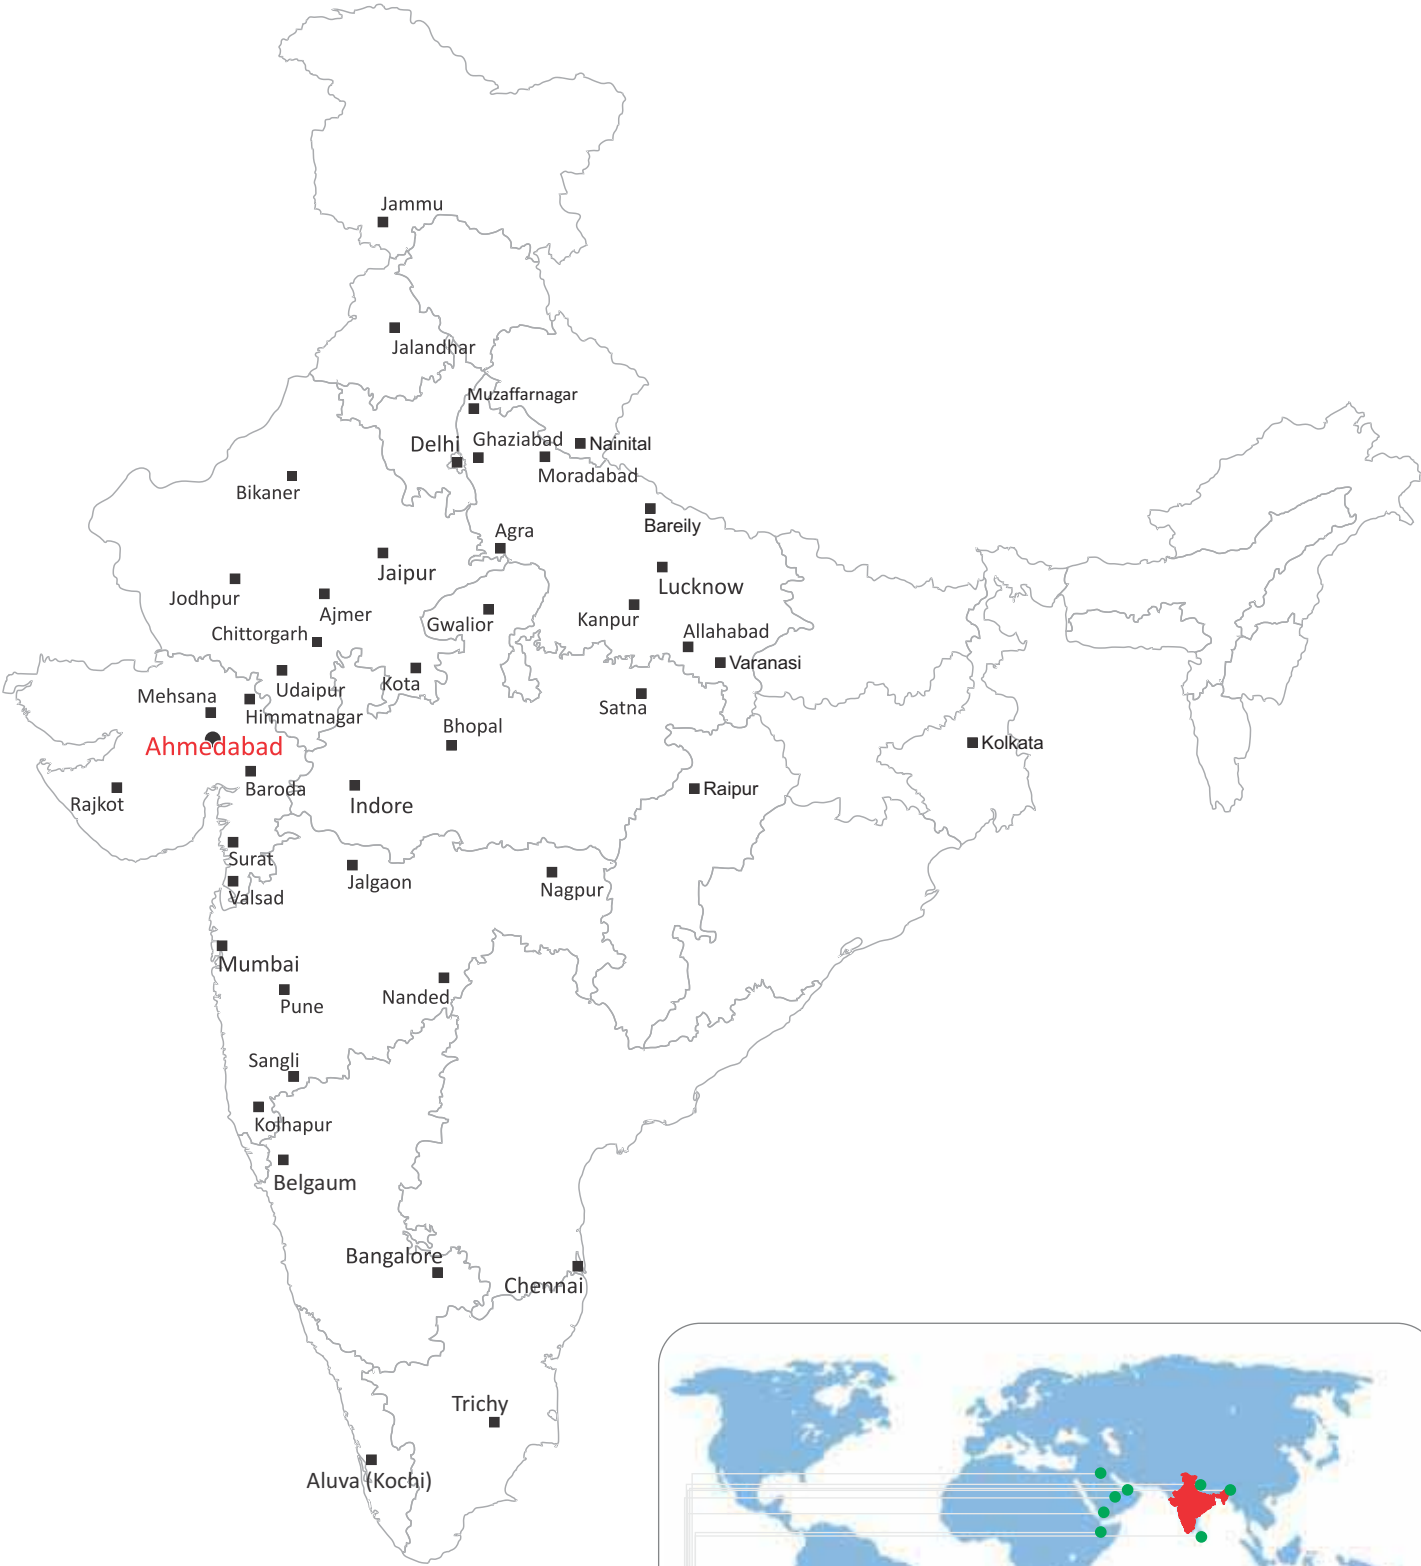 Jammu
Jalandhar
Muzaffarnagar
Delhi
Ghaziabad
Nainital
Moradabad
Bikaner
Bareily
Agra
Jaipur
Lucknow
Jodhpur
Ajmer
Kanpur
Gwalior
Chittorgarh
Allahabad
Varanasi
Udaipur
Kota
Mehsana
Himmatnagar
Satna
Bhopal
Kolkata
Ahmedabad
Baroda
Rajkot
Indore
Raipur
Surat
Jalgaon
Nagpur
Valsad
Mumbai
Nanded
Pune
Sangli
Kolhapur
Belgaum
Bangalore
Chennai
Trichy
Aluva (Kochi)